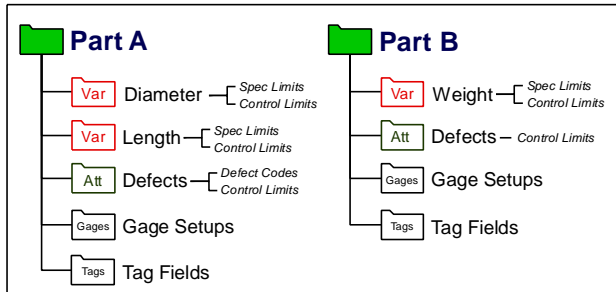 Part A
Var Diameter Spec Limits
Control Limits
Var Length Spec Limits
Control Limits
Att Defects Defect Codes
Control Limits
Gages Gage Setups
Tags Tag Fields
Part B
Var Weight Spec Limits
Control Limits
Att Defects Control Limits
Gages Gage Setups
Tags Tag Fields